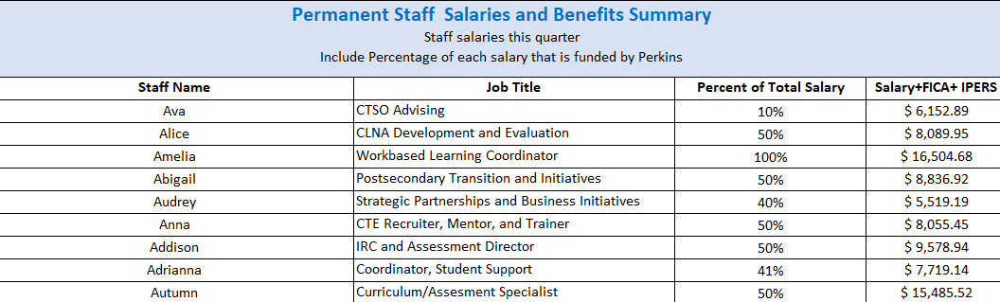 Permanent Staff  Salaries and Benefits Summary
Staff salaries this quarter
Include Percentage of each salary that is funded by Perkins
Staff Name Job Title Percent of Total Salary Salary+FICA+ IPERS
Ava CTSO Advising 10% $ 6,152.89
Alice CLNA Development and Evaluation 50% $ 8,089.95
Amelia Workbased Learning Coordinator 100% $ 16,504.68
Abigail Postsecondary Transition and Initiatives 50% $ 8,836.92
Audrey Strategic Partnerships and Business Initiatives 40% $ 5,519.19
Anna CTE Recruiter, Mentor, and Trainer 50% $ 8,055.45
Addison IRC and Assessment Director 50% $ 9,578.94
Adrianna Coordinator, Student Support 41% $ 7,719.14
Autumn Curriculum/Assesment Specialist 50% $ 15,485.52